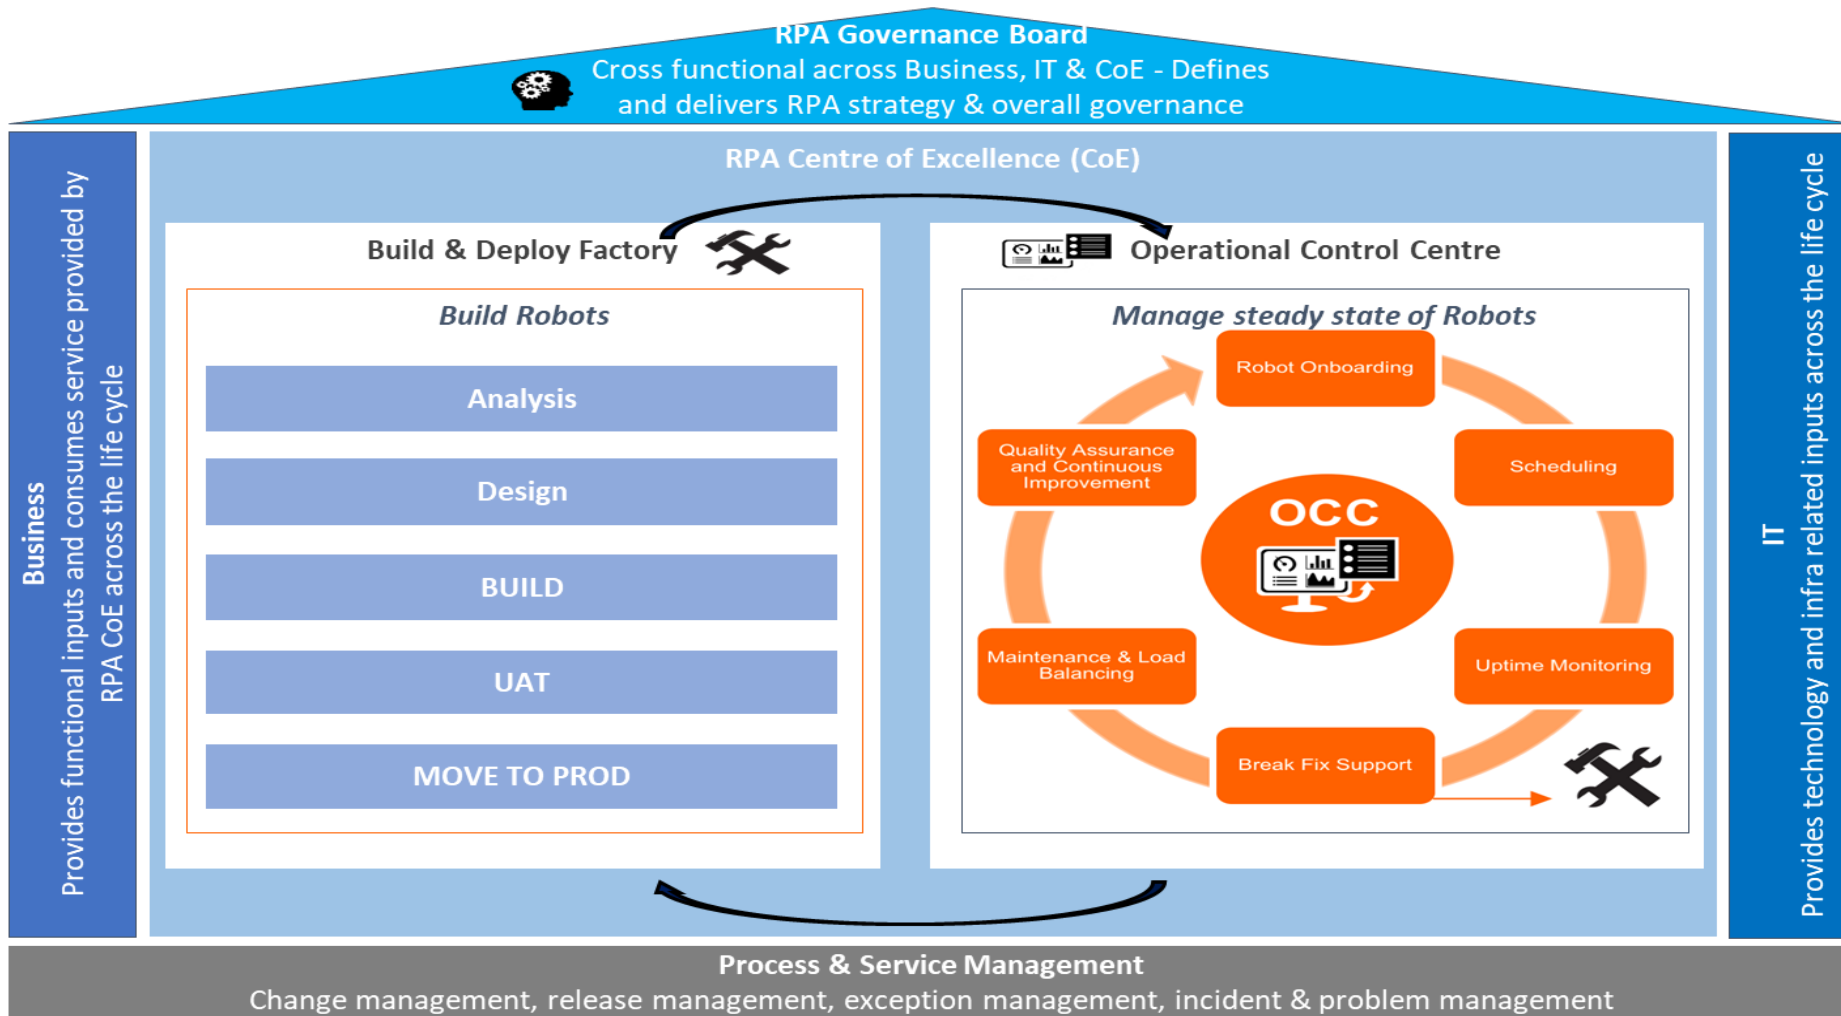 RPA Governance Board
Cross functional across Business, IT & CoE - Defines
and delivers RPA strategy & overall governance
Business
Provides functional inputs and consumes service provided by
RPA CoE across the life cycle
RPA Centre of Excellence (CoE)
Build & Deploy Factory
Build Robots
Analysis
Design
BUILD
UAT
MOVE TO PROD
Operational Control Centre
Manage steady state of Robots
Robot Onboarding
Scheduling
Uptime Monitoring
Break Fix Support
Maintenance & Load
Balancing
Quality Assurance
and Continuous
Improvement
OCC
IT
Provides technology and infra related inputs across the life cycle
Process & Service Management
Change management, release management, exception management, incident & problem management